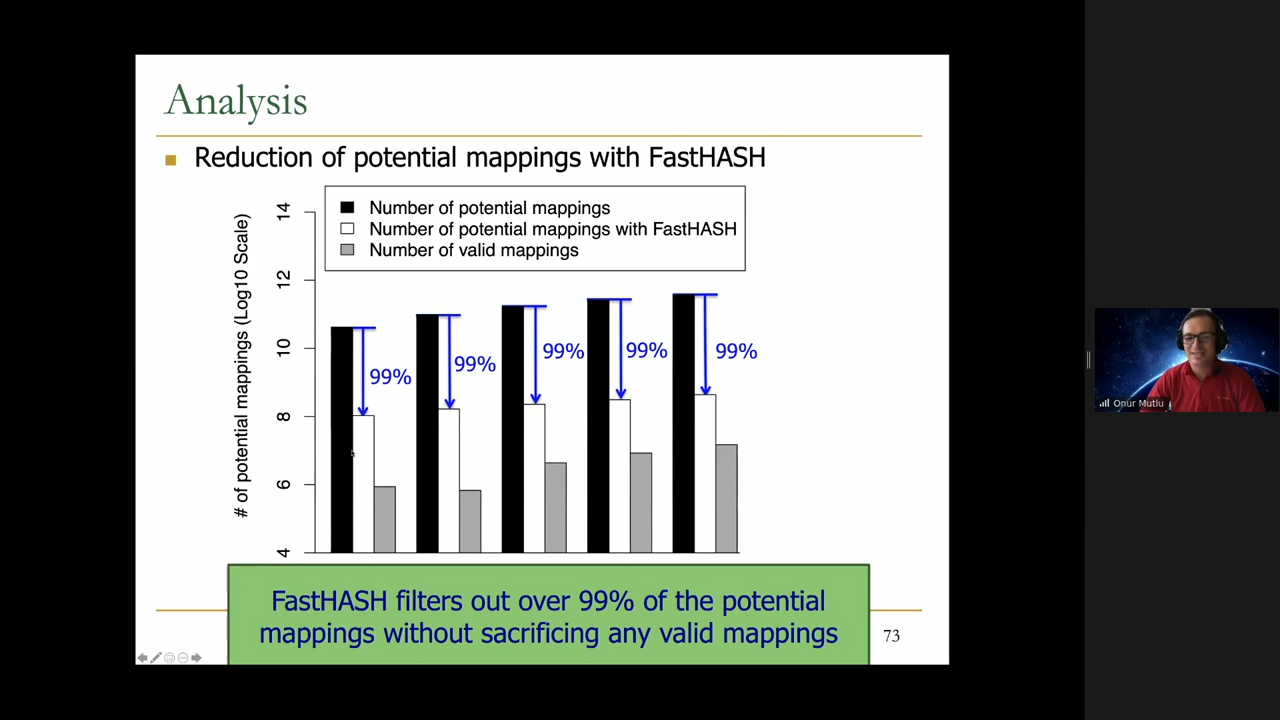 Analysis
Reduction of potential mappings with FastHASH
# of potential mappings (Log10 Scale)
14
12
10
8
6
4
Number of potential mappings
Number of potential mappings with FastHASH
Number of valid mappings
99%
99%
99%
99%
99%
FastHASH filters out over 99% of the potential
mappings without sacrificing any valid mappings
73
Onur Mutlu